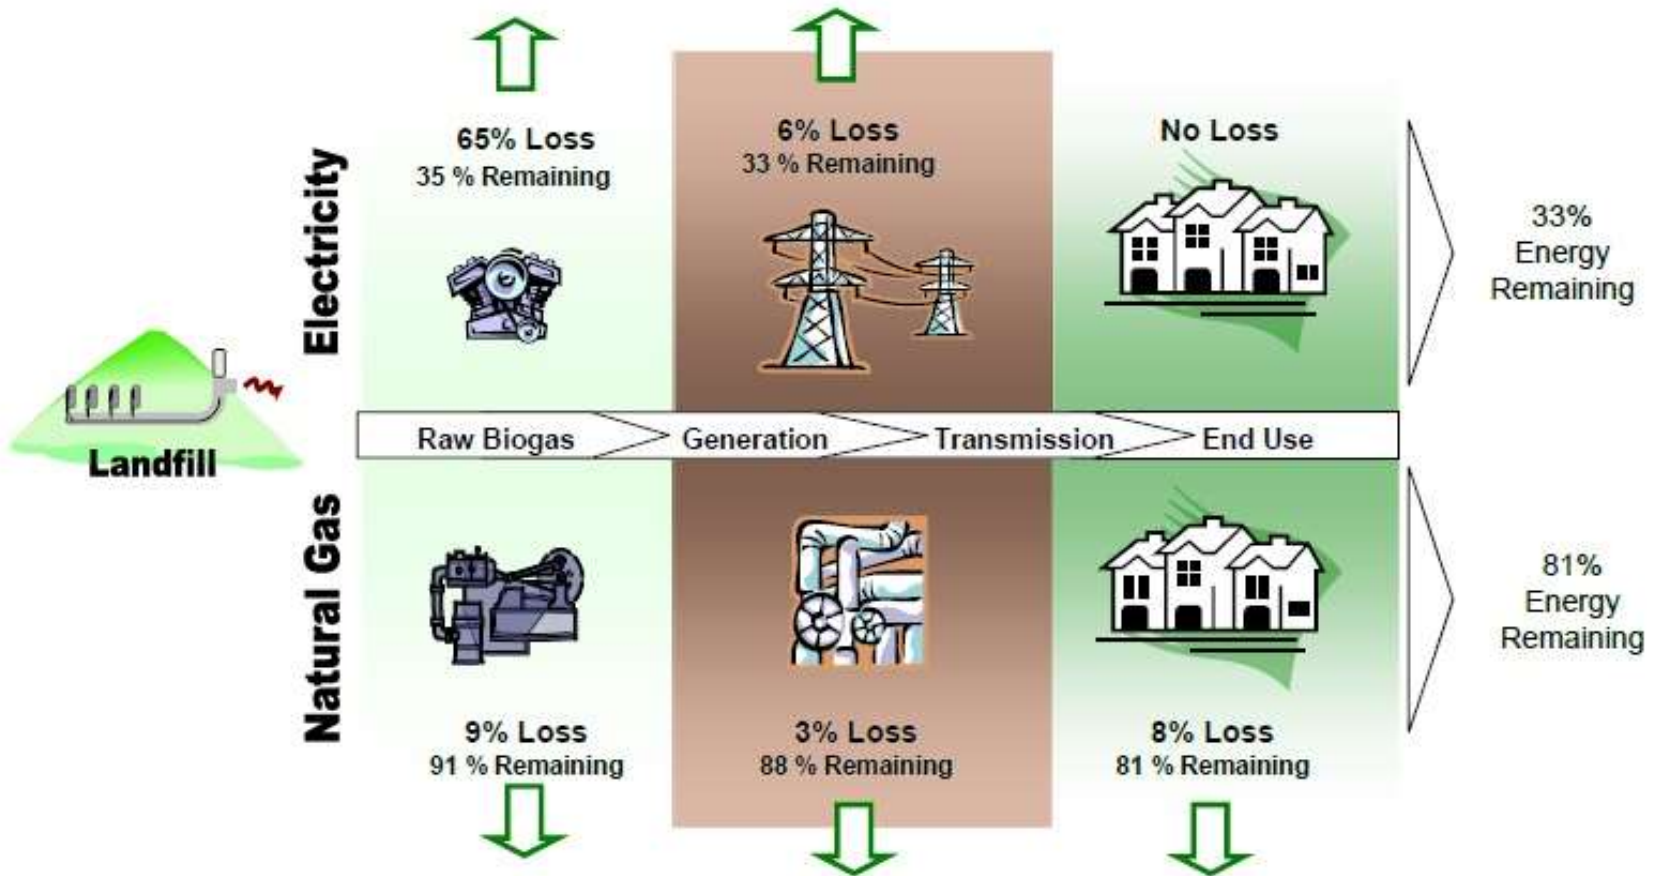 65% Loss
35 % Remaining
6% Loss
33 % Remaining
No Loss
Electricity
33%
Energy
Remaining
Landfill
Raw Biogas
Generation
Transmission
End Use
Natural Gas
81%
Energy
Remaining
9% Loss
91 % Remaining
3% Loss
88 % Remaining
8% Loss
81 % Remaining